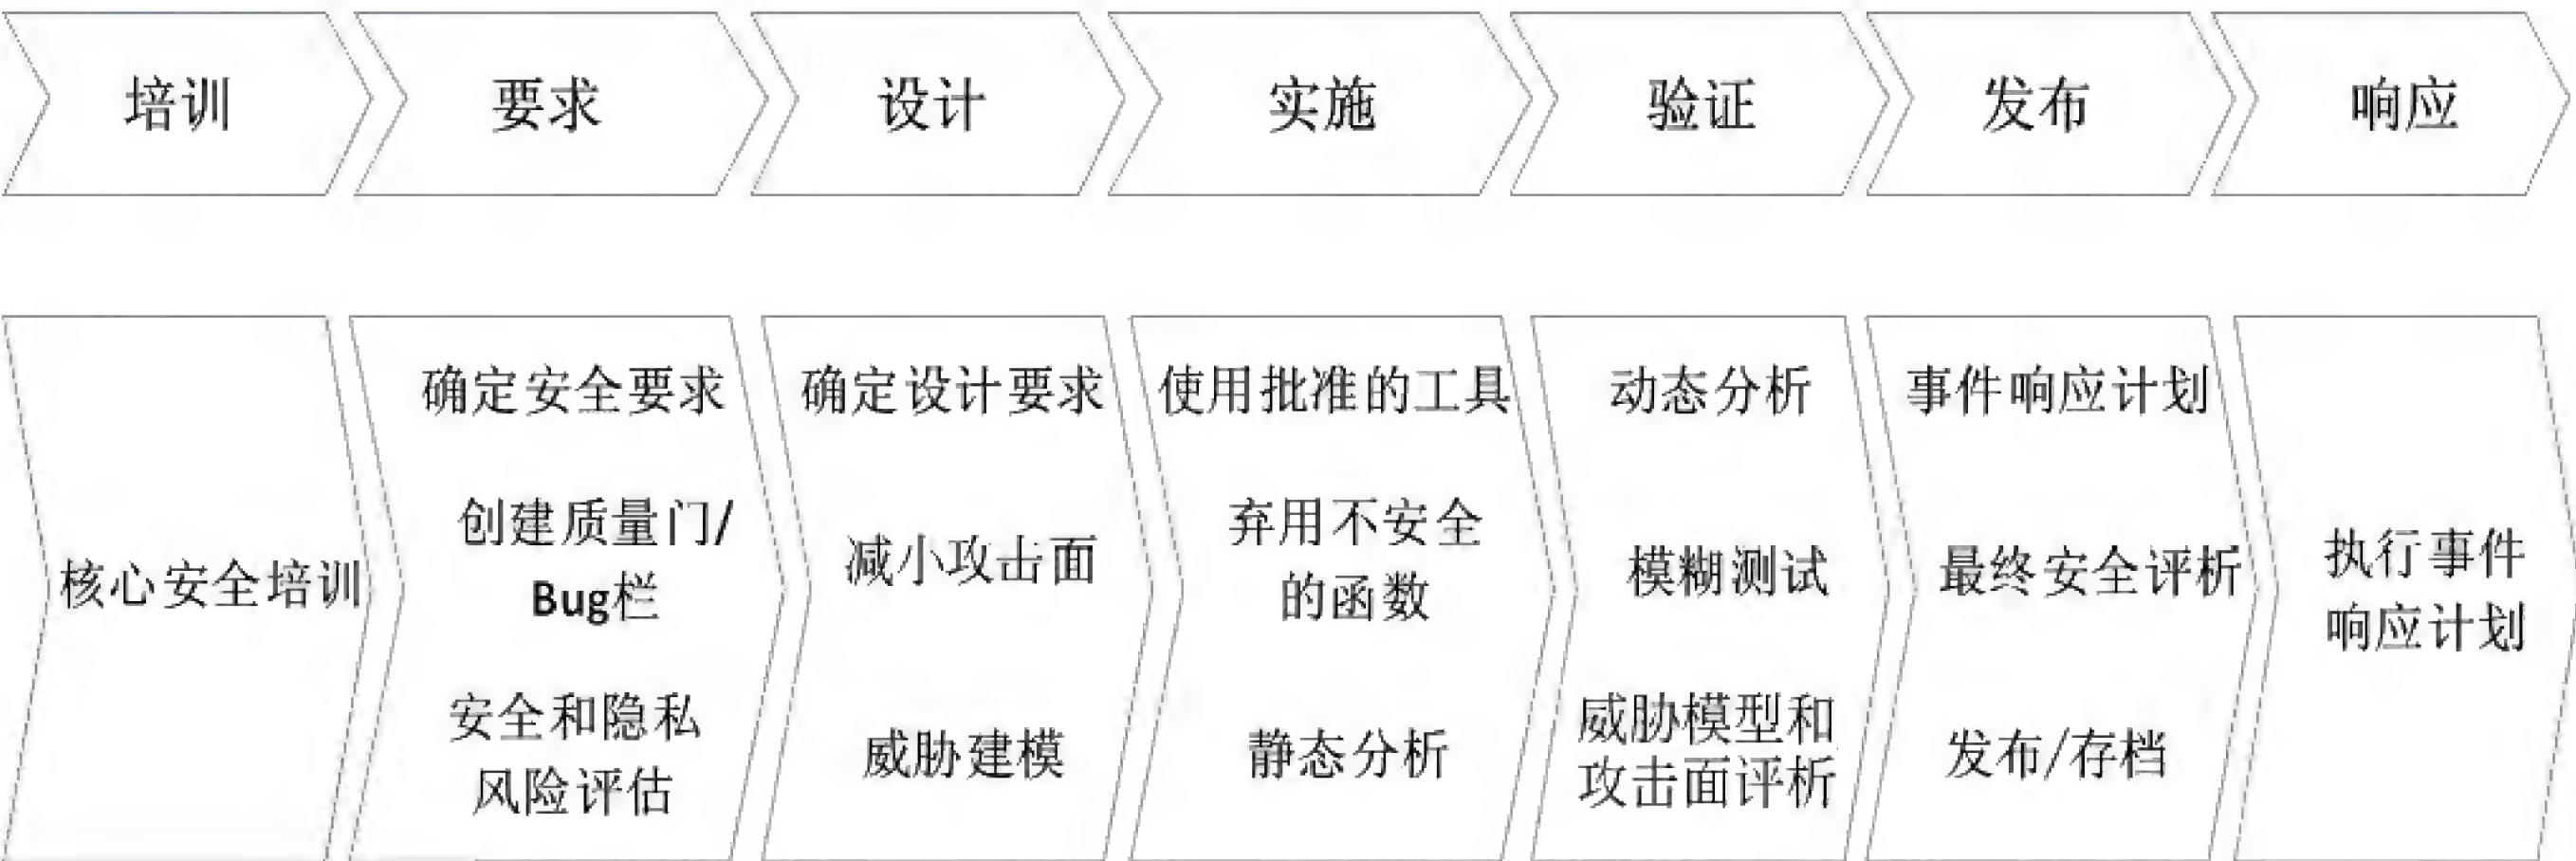 培训
要求
设计
实施
验证
发布
响应
核心安全培训
确定安全要求
创建质量门/
Bug栏
安全和隐私
风险评估
确定设计要求
减小攻击面
威胁建模
使用批准的工具
弃用不安全
的函数
静态分析
动态分析
模糊测试
威胁模型和
攻击面评析
事件响应计划
最终安全评析
发布/存档
执行事件
响应计划